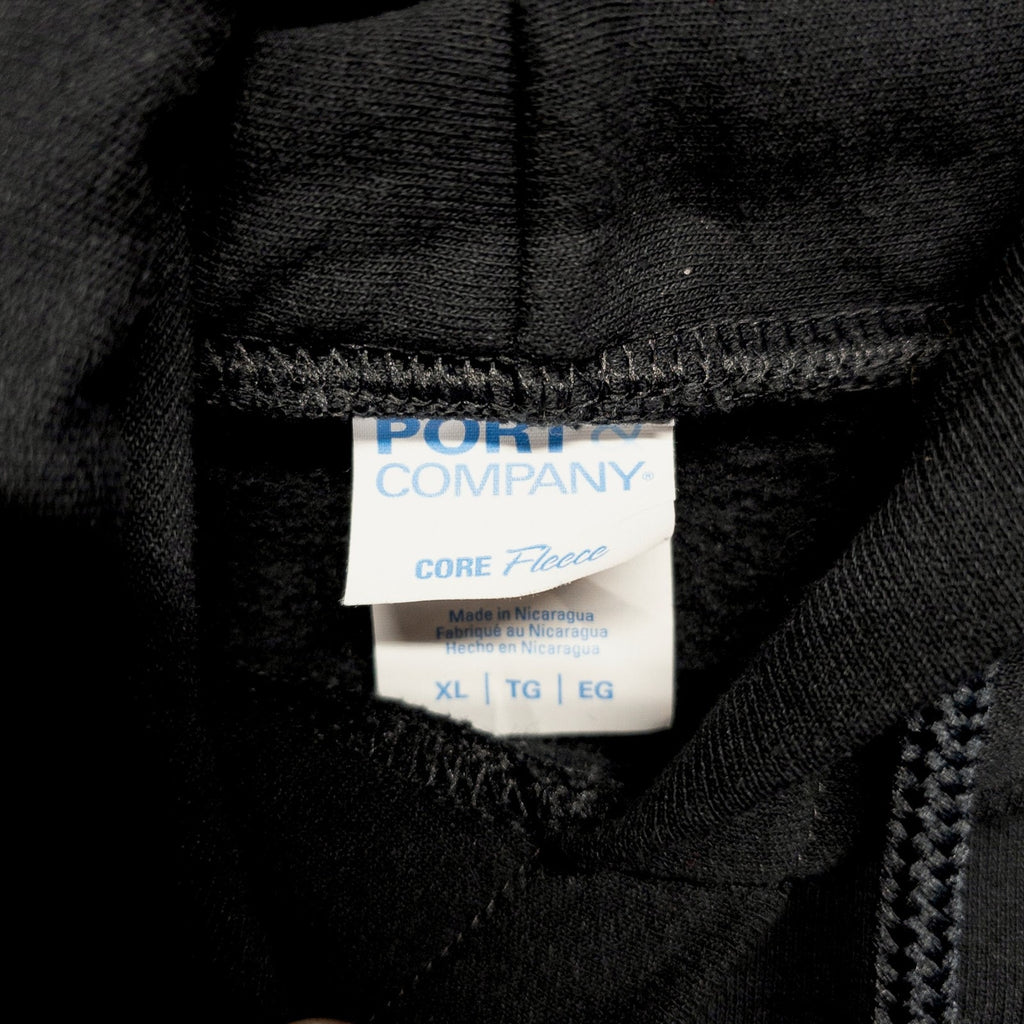 PORT &
COMPANY®
CORE Fleece
Made in Nicaragua
Fabriqué au Nicaragua
Hecho en Nicaragua
XL | TG | EG